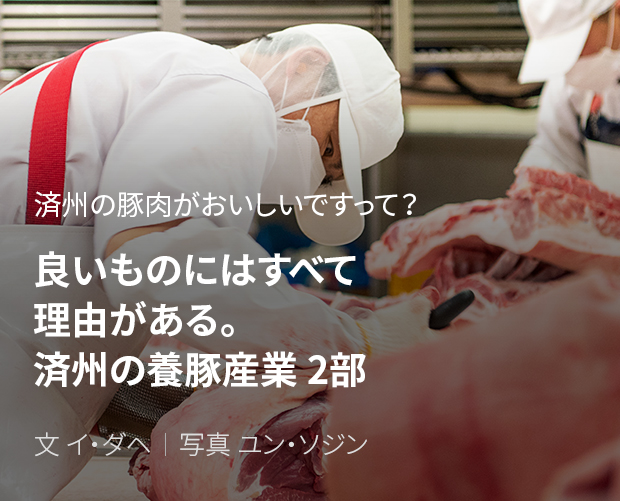 済州の豚肉がおいしいですって？
良いものにはすべて
理由がある。
済州の養豚産業 2部
文 イ・ダヘ｜写真 ユン・ソジン